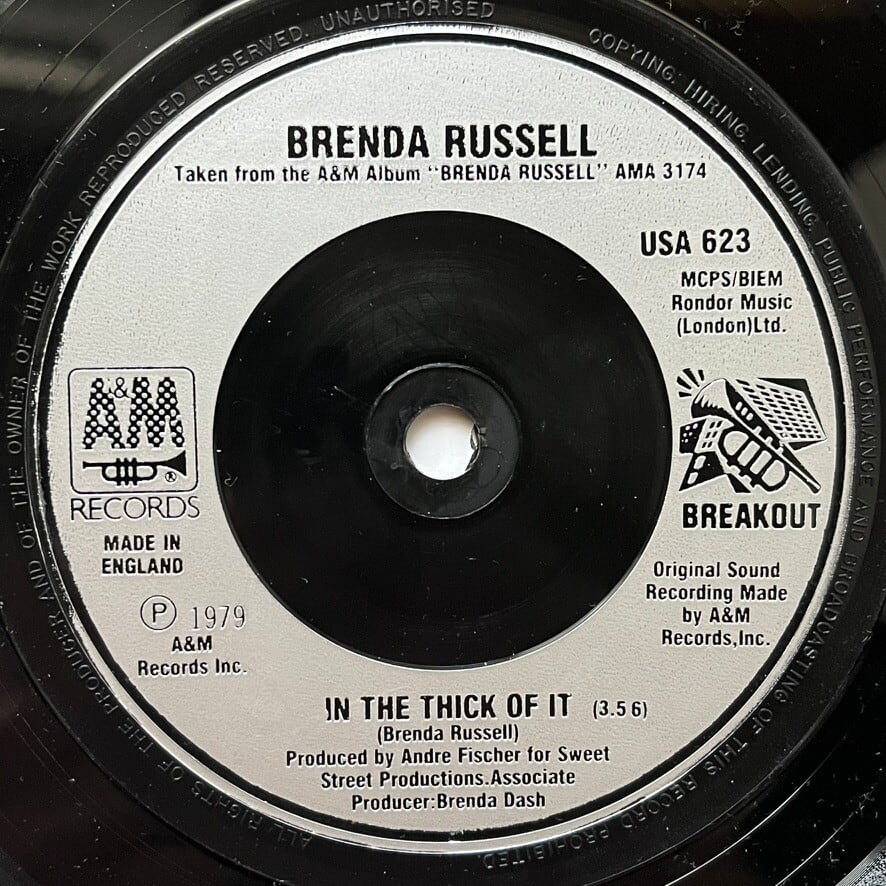 BRENDA RUSSELL
Taken from the A&M Album "BRENDA RUSSELL" AMA 3174
USA 623
MCPS/BIEM
Rondor Music
(London)Ltd.
A&M
®
RECORDS
MADE IN
ENGLAND
Ⓟ 1979
A&M
Records Inc.
BREAKOUT
Original Sound
Recording Made
by A&M
Records,Inc.
IN THE THICK OF IT (3.56)
(Brenda Russell)
Produced by Andre Fischer for Sweet
Street Productions.Associate
Producer:Brenda Dash
ALL RIGHTS OF THE PRODUCER AND OF THE OWNER OF THE WORK REPRODUCED RESERVED. UNAUTHORISED COPYING, HIRING, LENDING, PUBLIC PERFORMANCE AND BROADCASTING OF THIS RECORD PROHIBITED